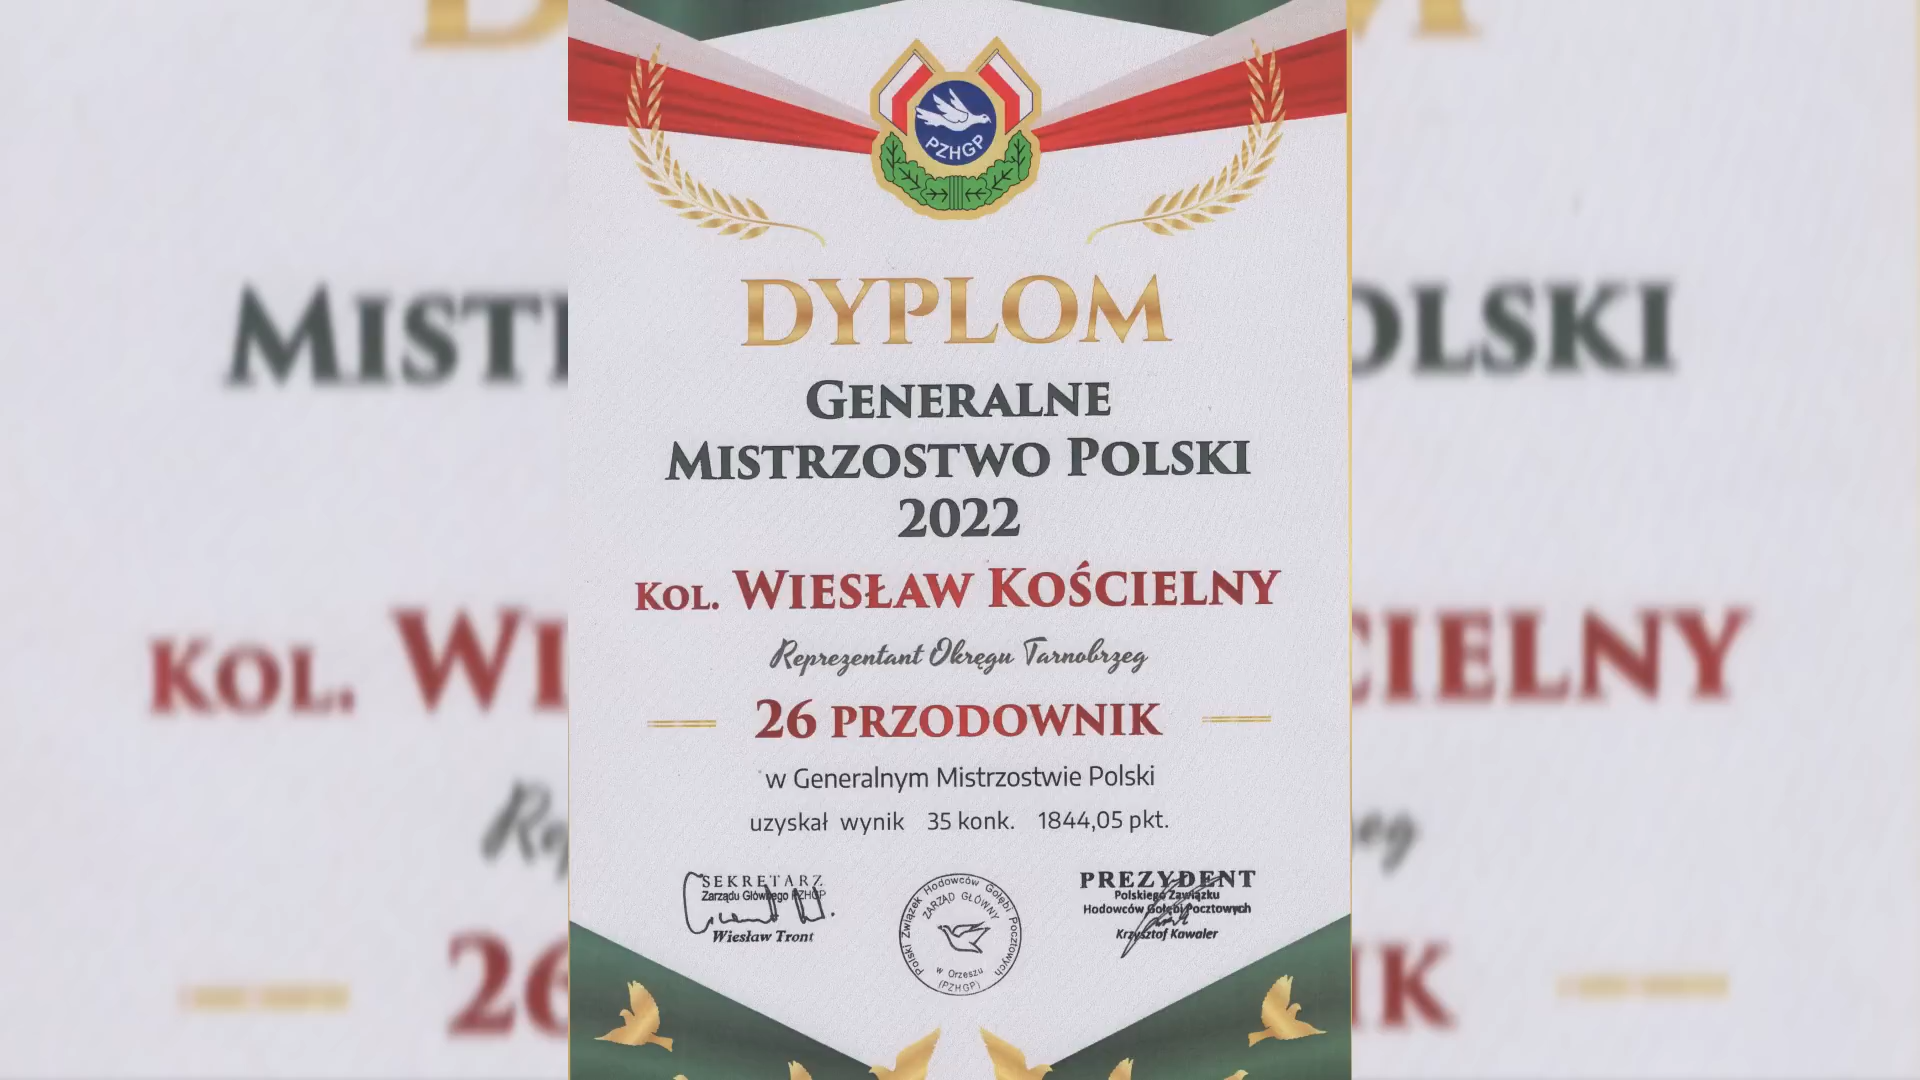 PZHGP
DYPLOM
GENERALNE
MISTRZOSTWO POLSKI
2022
KOL. WIESŁAW KOŚCIELNY
Reprezentant Okręgu Tarnobrzeg
26 PRZODOWNIK
w Generalnym Mistrzostwie Polski
uzyskał wynik 35 konk. 1844,05 pkt.
SEKRETARZ
Zarządu Głównego PZHGP
Wiesław Tront
Polski Związek Hodowców Gołębi Pocztowych
ZARZĄD GŁÓWNY
w Orzeszu
(PZHGP)
PREZYDENT
Polskiego Związku
Hodowców Gołębi Pocztowych
Krzysztof Kawaler